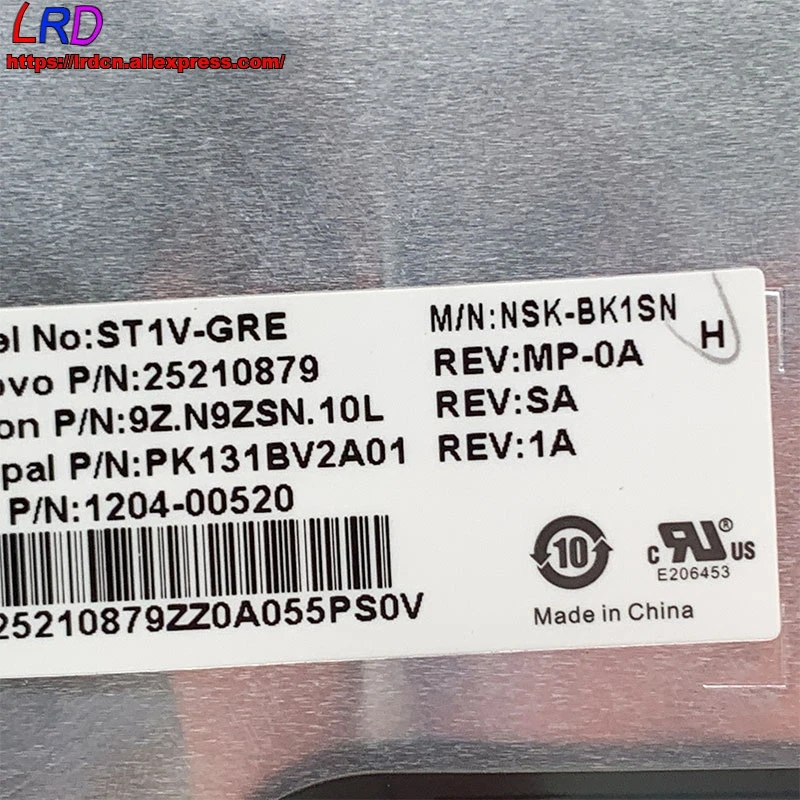 LRD
https://lrdcn.aliexpress.com/
el No:ST1V-GRE
M/N:NSK-BK1SN
H
ovo P/N:25210879
REV:MP-0A
on P/N:9Z.N9ZSN.10L
REV:SA
pal P/N:PK131BV2A01
REV:1A
P/N:1204-00520
25210879ZZ0A055PS0V
10
c RU® US
E206453
Made in China